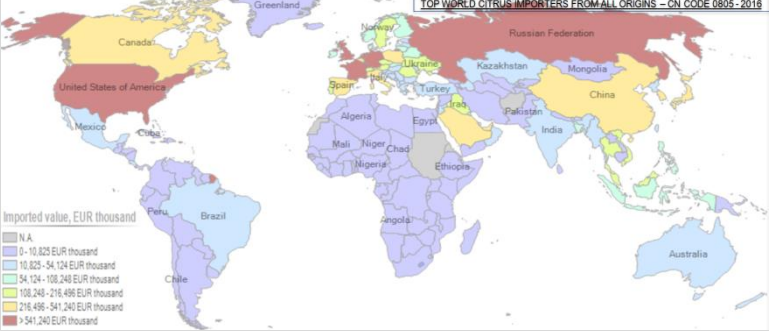 TOP WORLD CITRUS IMPORTERS FROM ALL ORIGINS – CN CODE 0805 - 2016
Greenland
Norway
Russian Federation
Canada
Ukraine
Kazakhstan
Mongolia
United States of America
Italy
Spain
Turkey
China
Iraq
Pakistan
Mexico
Cuba
Algeria
Egypt
India
Mali
Niger
Chad
Nigeria
Ethiopia
Peru
Brazil
Angola
Australia
Chile
Imported value, EUR thousand
N.A.
0 - 10,825 EUR thousand
10,825 - 54,124 EUR thousand
54,124 - 108,248 EUR thousand
108,248 - 216,496 EUR thousand
216,496 - 541,240 EUR thousand
> 541,240 EUR thousand